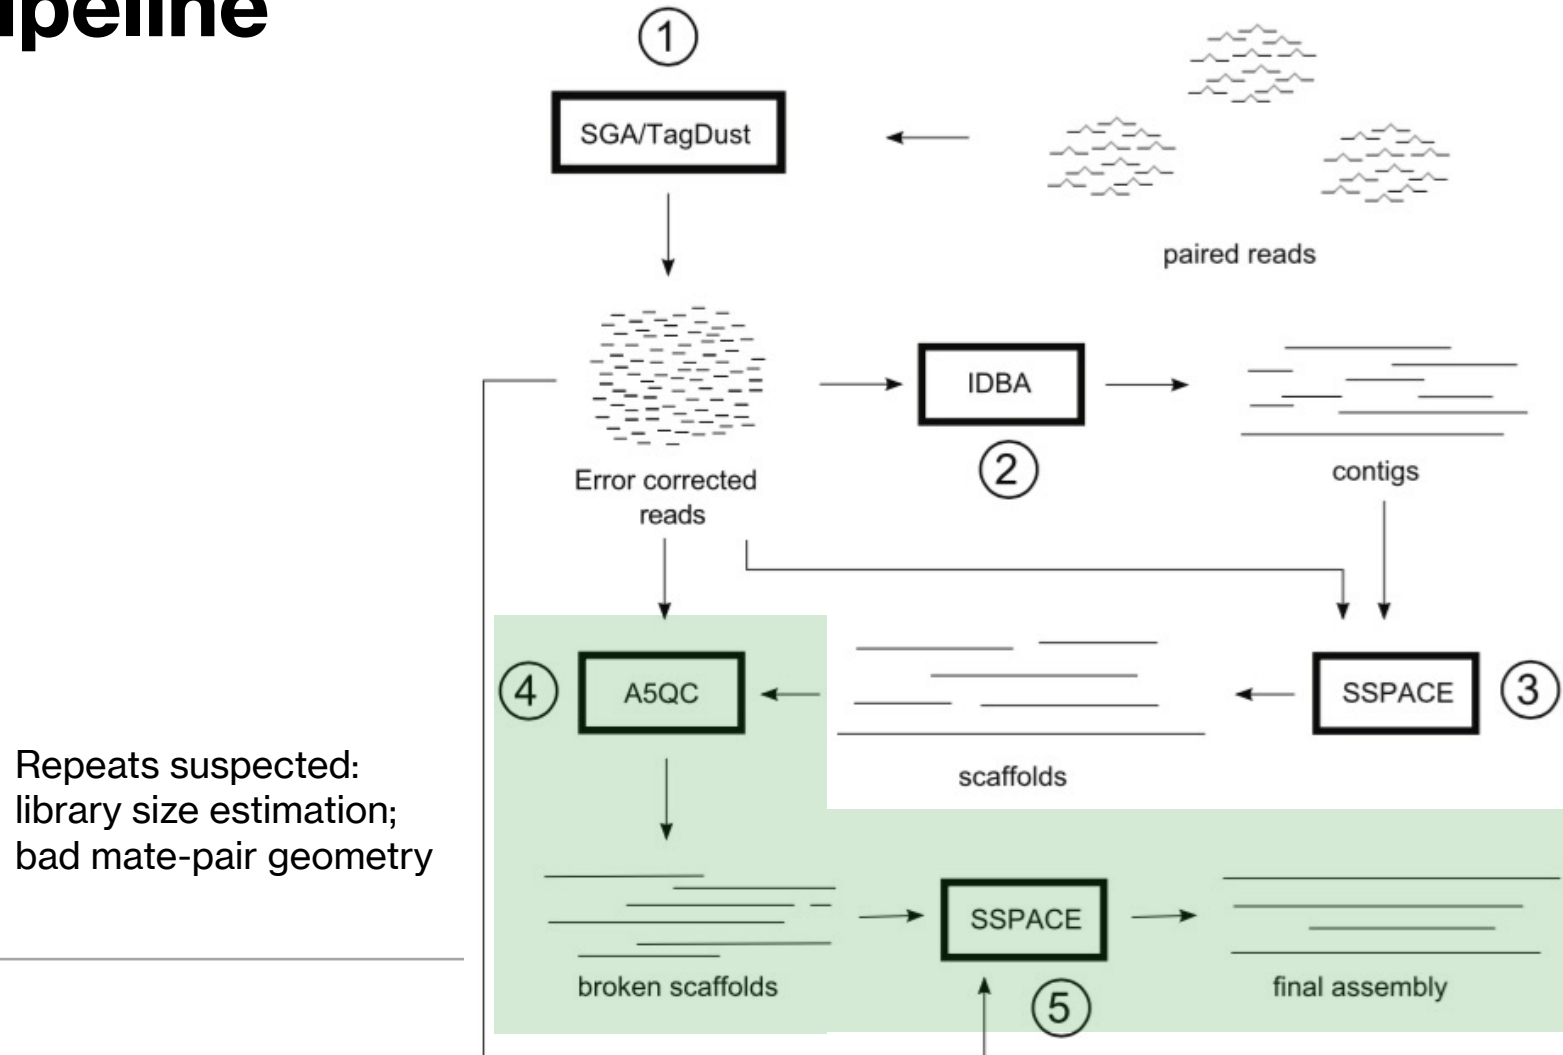 ipeline
1
SGA/TagDust
paired reads
IDBA
2
Error corrected
reads
contigs
4
A5QC
SSPACE
3
scaffolds
Repeats suspected:
library size estimation;
bad mate-pair geometry
SSPACE
broken scaffolds
5
final assembly